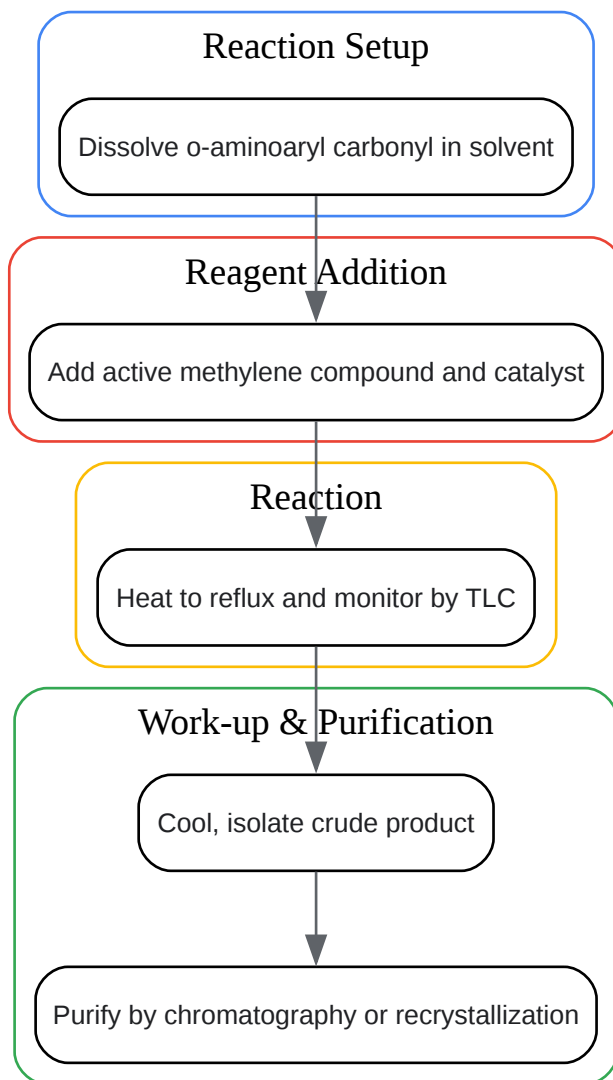 Reaction Setup
Dissolve o-aminoaryl carbonyl in solvent
Reagent Addition
Add active methylene compound and catalyst
Reaction
Heat to reflux and monitor by TLC
Work-up & Purification
Cool, isolate crude product
Purify by chromatography or recrystallization